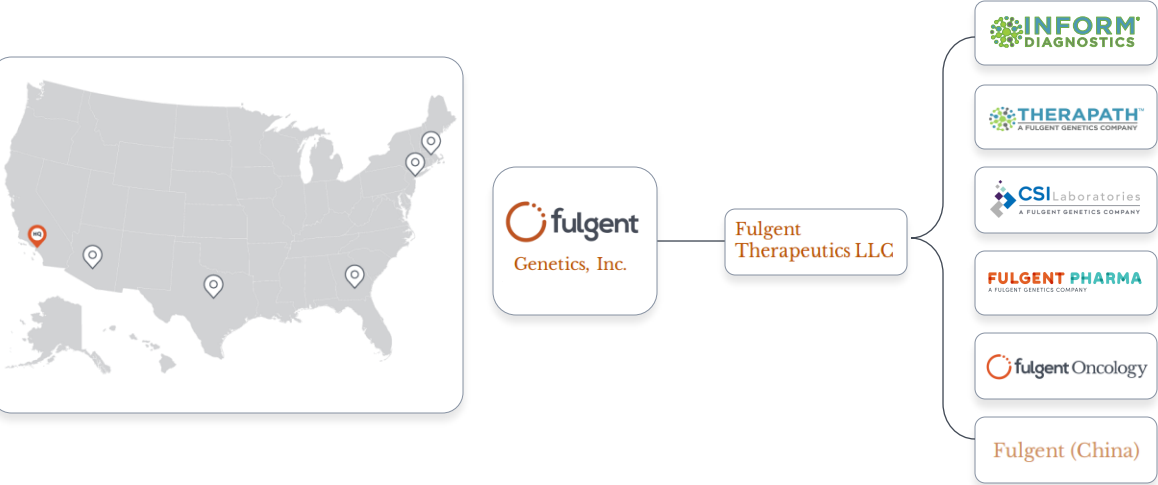 HQ
fulgent
Genetics, Inc.
Fulgent
Therapeutics LLC
INFORM
DIAGNOSTICS
THERAPATH™
A FULGENT GENETICS COMPANY
CSI Laboratories
A FULGENT GENETICS COMPANY
FULGENT PHARMA
A FULGENT GENETICS COMPANY
fulgent Oncology
Fulgent (China)